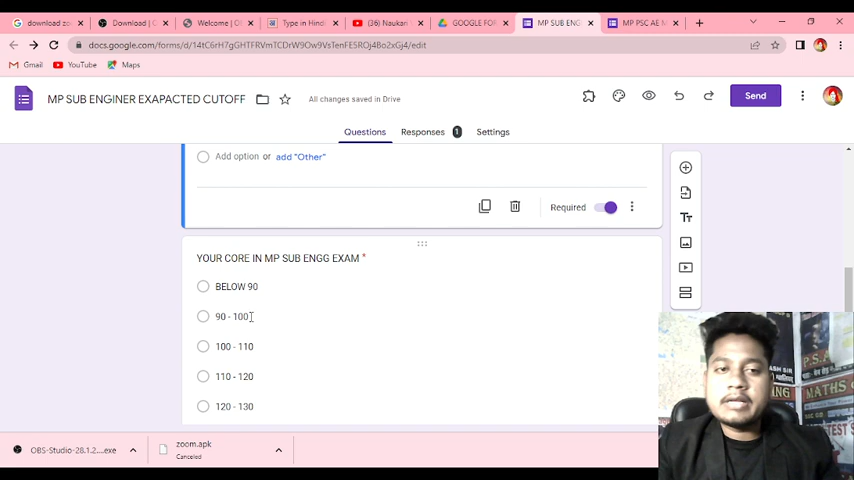 download zo
Download | (
Welcome | O
Type in Hindi
(36) Naukari
GOOGLE FOR
MP SUB ENG
MP PSC AE M
docs.google.com/forms/d/14tC6rH7gGHTFRVmTCDrW9Ow9VsTenFE5ROj4Bo2xGj4/edit
Gmail
YouTube
Maps
MP SUB ENGINER EXAPACTED CUTOFF
All changes saved in Drive
Send
Questions
Responses 1
Settings
Add option or add "Other"
Required
YOUR CORE IN MP SUB ENGG EXAM *
BELOW 90
90 - 100
100 - 110
110 - 120
120 - 130
P.S.A
MATHS
OBS-Studio-28.1.2....exe
zoom.apk
Canceled